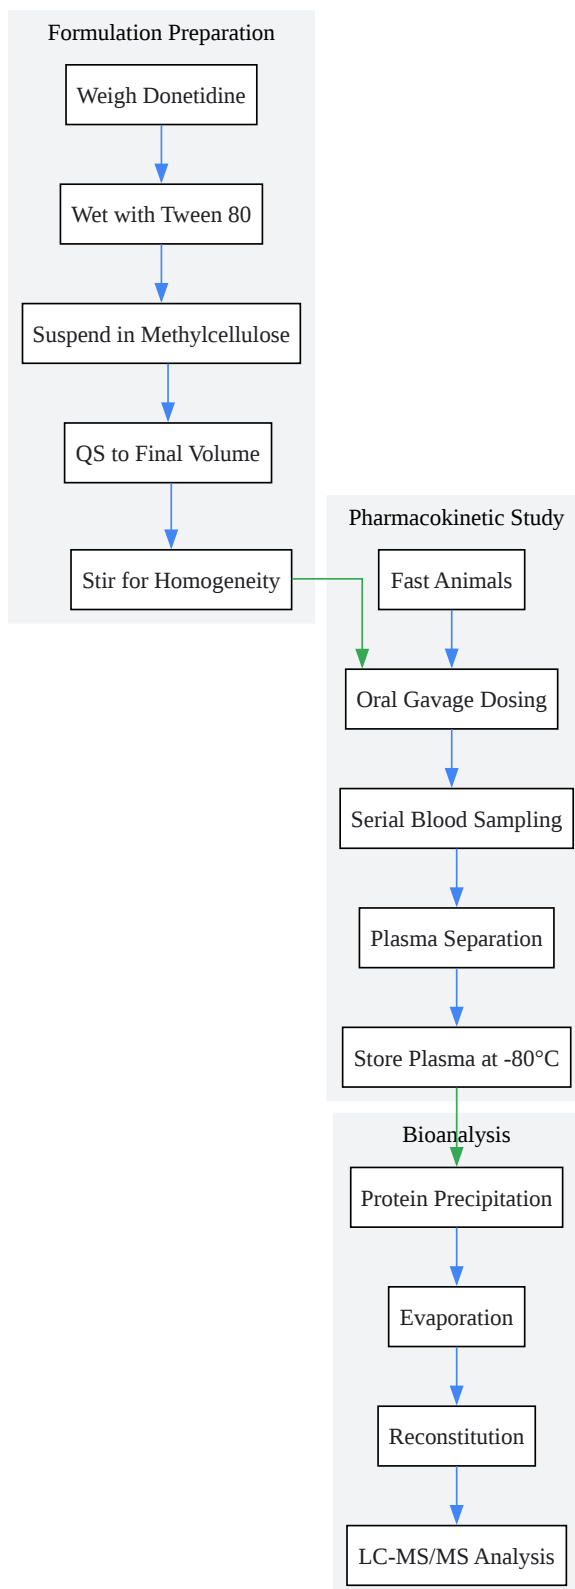 Formulation Preparation
Weigh Donetidine
Wet with Tween 80
Suspend in Methylcellulose
QS to Final Volume
Stir for Homogeneity
Pharmacokinetic Study
Fast Animals
Oral Gavage Dosing
Serial Blood Sampling
Plasma Separation
Store Plasma at -80°C
Bioanalysis
Protein Precipitation
Evaporation
Reconstitution
LC-MS/MS Analysis